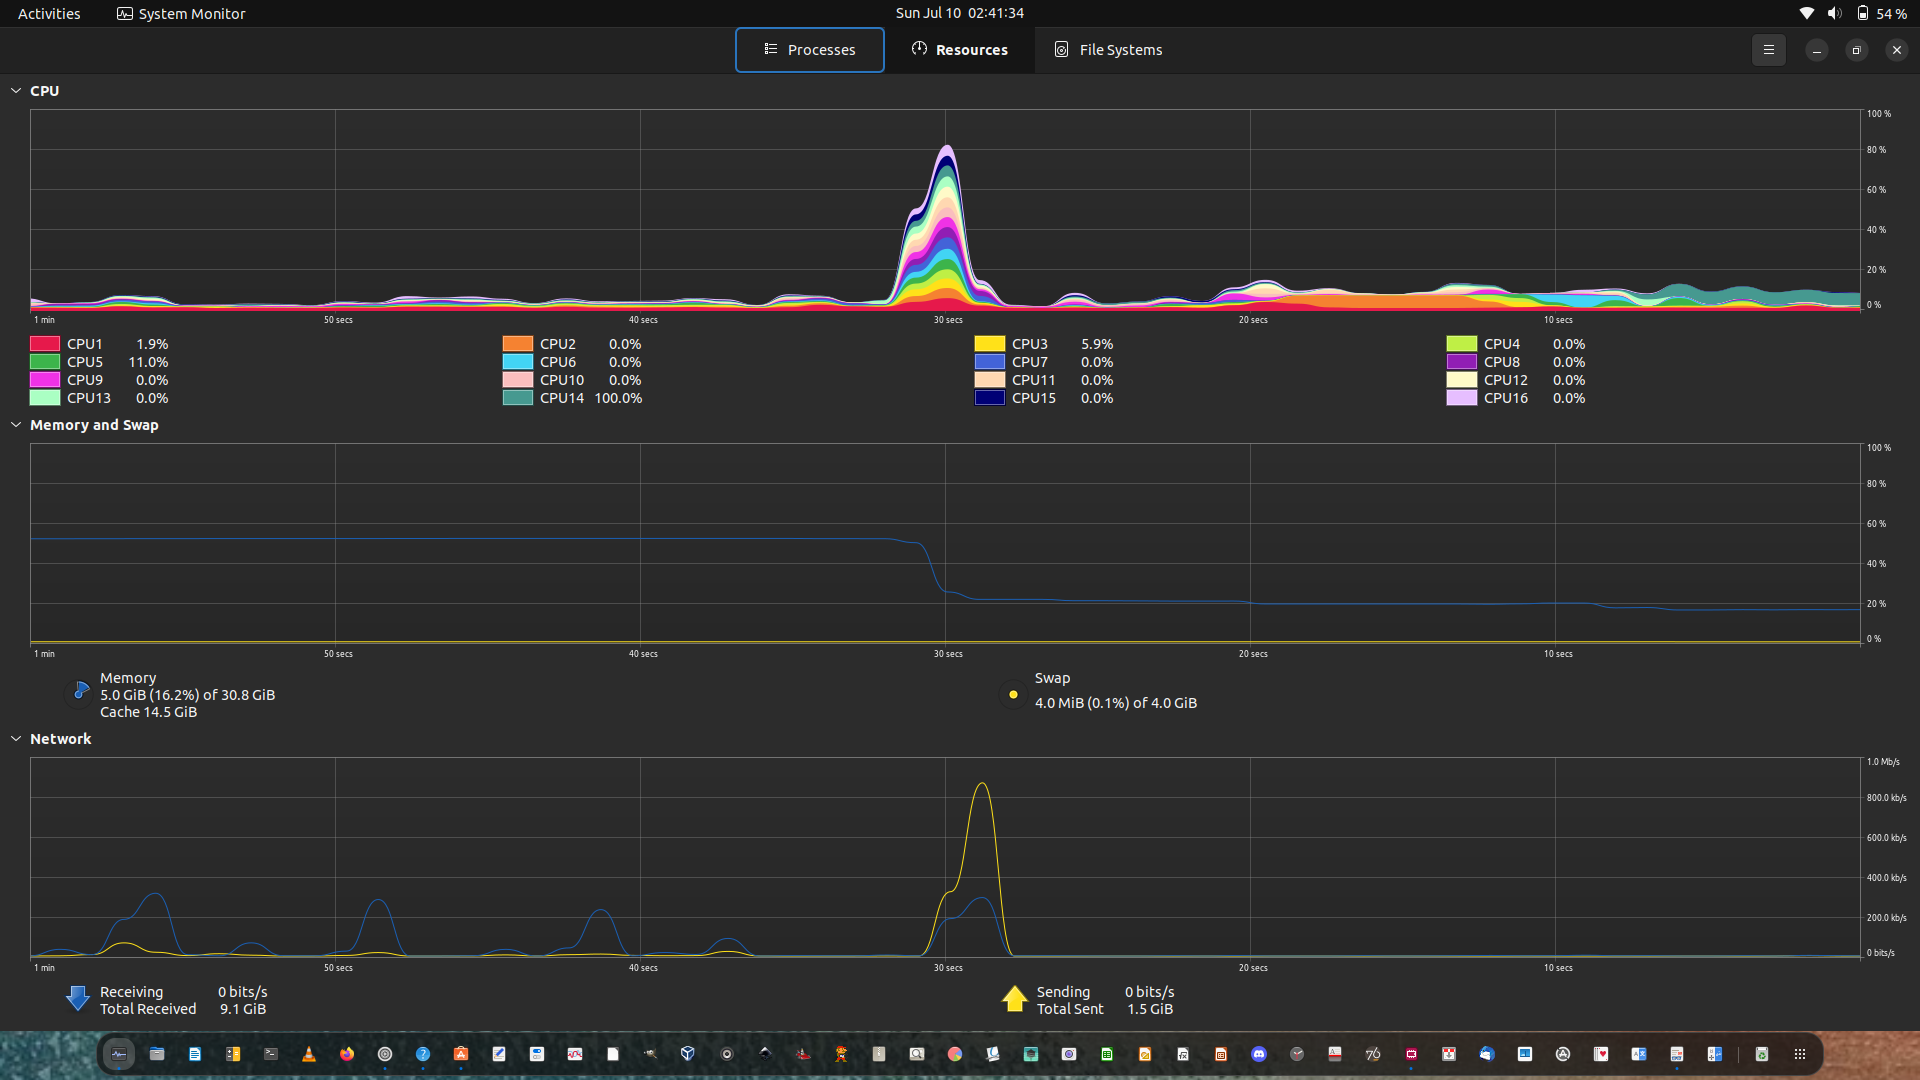 Activities System Monitor Sun Jul 10 02:41:34 54 %
Processes Resources File Systems
CPU
100 %
80 %
60 %
40 %
20 %
0 %
1 min 50 secs 40 secs 30 secs 20 secs 10 secs
CPU1 1.9% CPU2 0.0% CPU3 5.9% CPU4 0.0%
CPU5 11.0% CPU6 0.0% CPU7 0.0% CPU8 0.0%
CPU9 0.0% CPU10 0.0% CPU11 0.0% CPU12 0.0%
CPU13 0.0% CPU14 100.0% CPU15 0.0% CPU16 0.0%
Memory and Swap
100 %
80 %
60 %
40 %
20 %
0 %
1 min 50 secs 40 secs 30 secs 20 secs 10 secs
Memory
5.0 GiB (16.2%) of 30.8 GiB
Cache 14.5 GiB
Swap
4.0 MiB (0.1%) of 4.0 GiB
Network
1.0 Mb/s
800.0 kb/s
600.0 kb/s
400.0 kb/s
200.0 kb/s
0 bits/s
1 min 50 secs 40 secs 30 secs 20 secs 10 secs
Receiving 0 bits/s
Total Received 9.1 GiB
Sending 0 bits/s
Total Sent 1.5 GiB
76